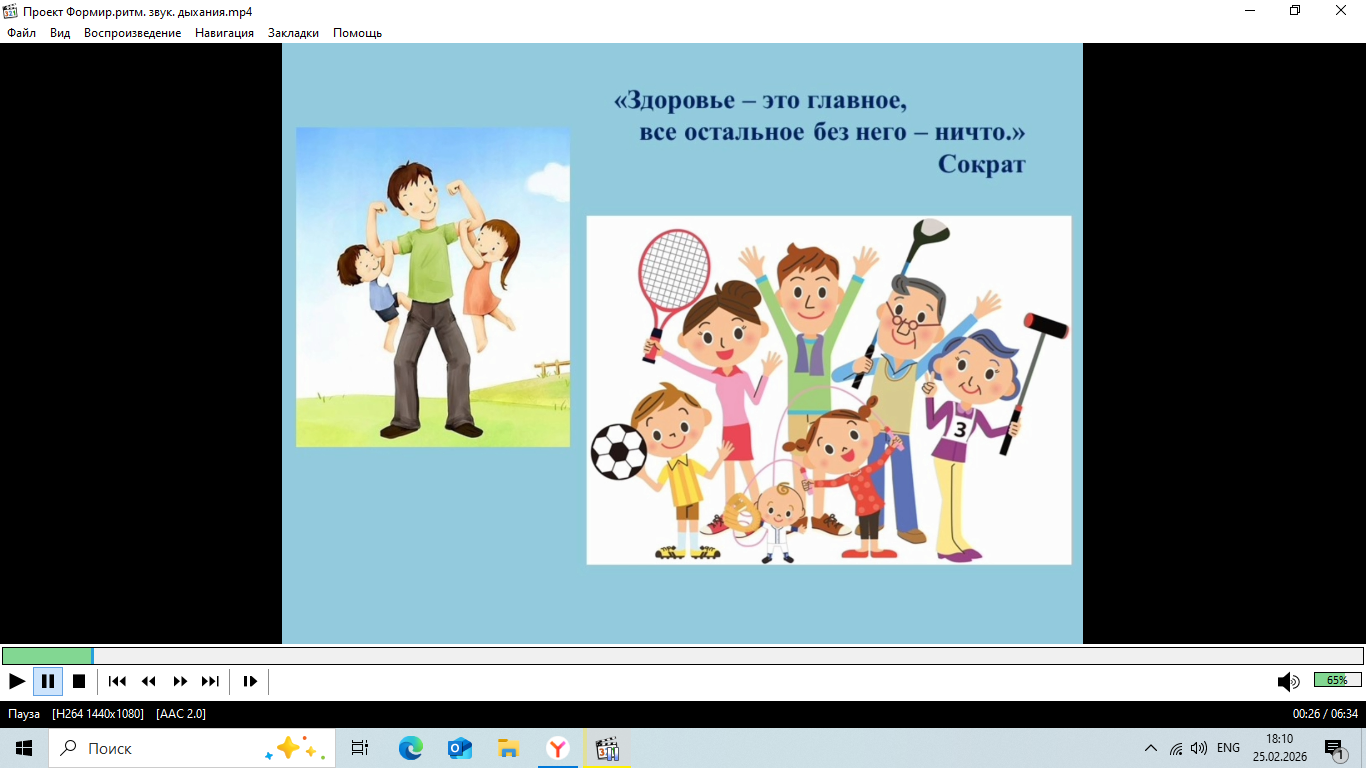 Проект Формир.ритм. звук. дыхания.mp4
Файл Вид Воспроизведение Навигация Закладки Помощь
«Здоровье – это главное,
все остальное без него – ничто.»
Сократ
3
65%
Пауза [H264 1440x1080] [AAC 2.0] 00:26 / 06:34
Поиск
ENG
18:10
25.02.2026
1